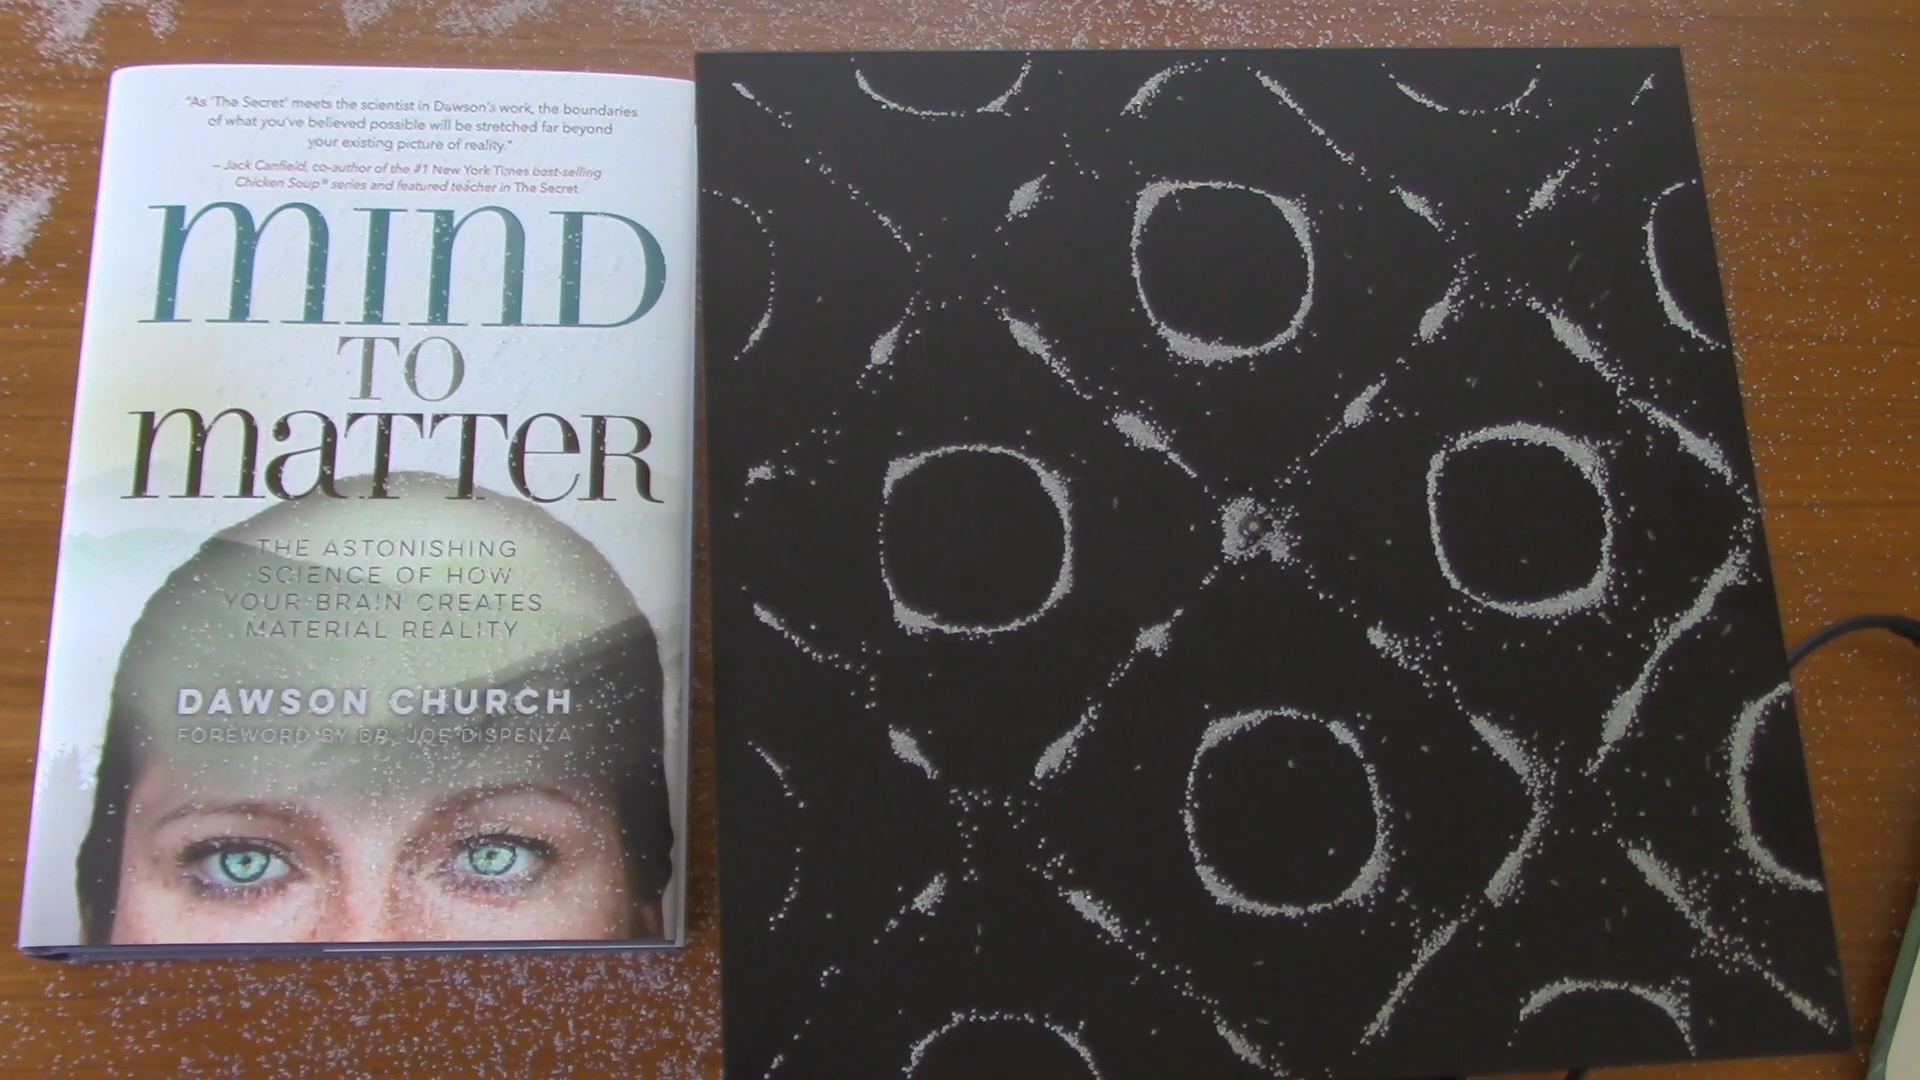 "As 'The Secret' meets the scientist in Dawson's work, the boundaries
of what you've believed possible will be stretched far beyond
your existing picture of reality."
– Jack Canfield, co-author of the #1 New York Times best-selling
Chicken Soup® series and featured teacher in The Secret
mind
to
matter
THE ASTONISHING
SCIENCE OF HOW
YOUR BRAIN CREATES
MATERIAL REALITY
DAWSON CHURCH
FOREWORD BY DR. JOE DISPENZA